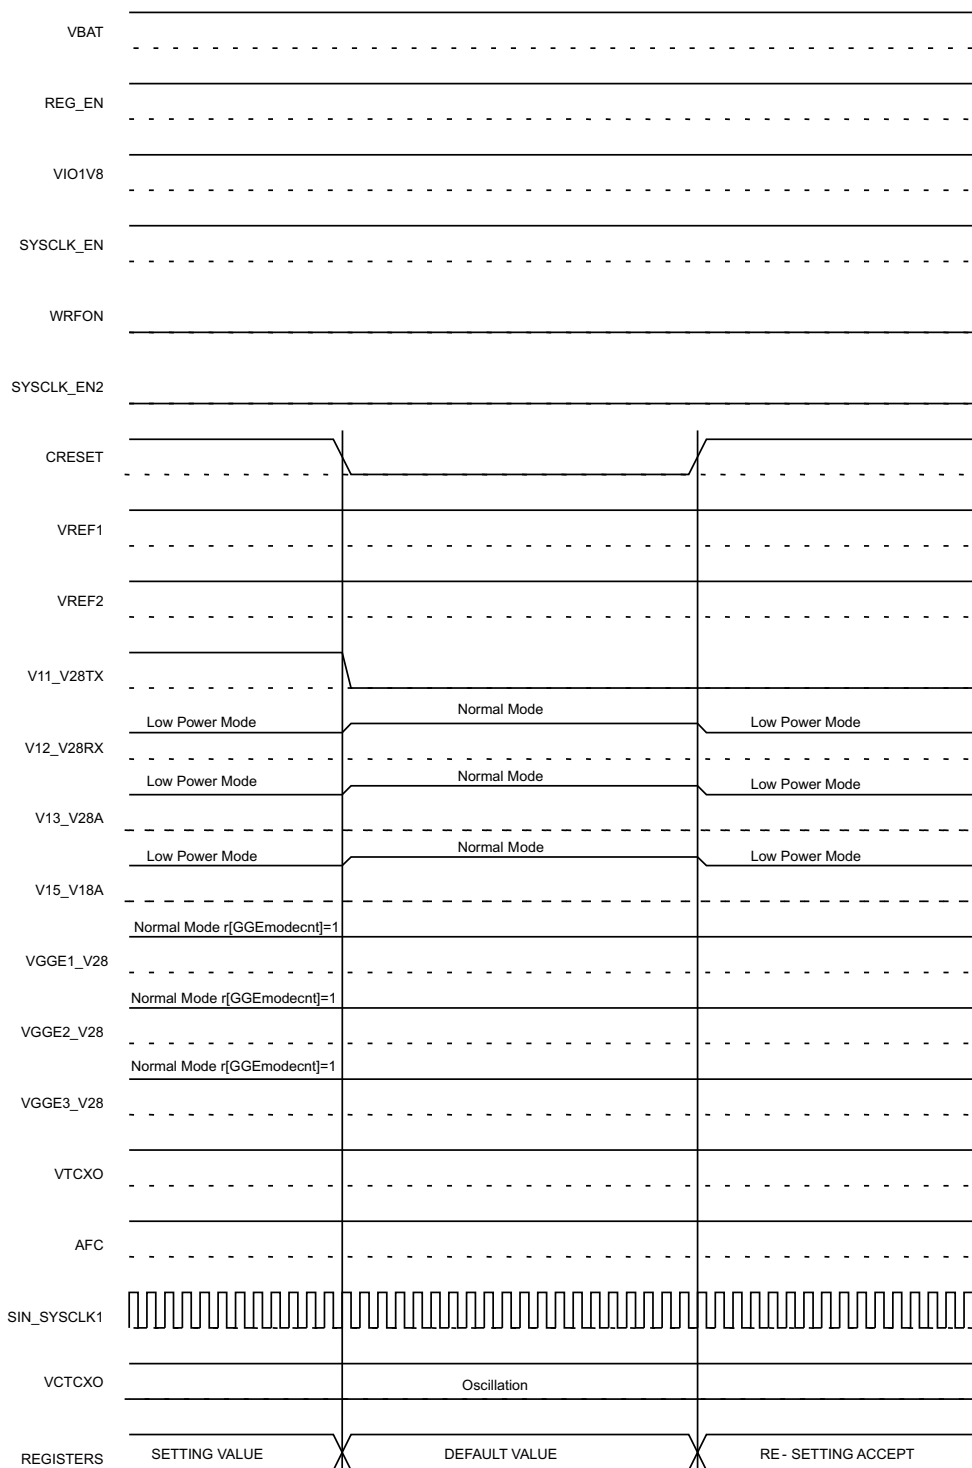 VBAT
REG_EN
VIO1V8
SYSCLK_EN
WRFON
SYSCLK_EN2
CRESET
VREF1
VREF2
V11_V28TX
Low Power Mode Normal Mode Low Power Mode
V12_V28RX
Low Power Mode Normal Mode Low Power Mode
V13_V28A
Low Power Mode Normal Mode Low Power Mode
V15_V18A
Normal Mode r[GGEmodecnt]=1
VGGE1_V28
Normal Mode r[GGEmodecnt]=1
VGGE2_V28
Normal Mode r[GGEmodecnt]=1
VGGE3_V28
VTCXO
AFC
SIN_SYSCLK1
VCTCXO Oscillation
REGISTERS SETTING VALUE DEFAULT VALUE RE - SETTING ACCEPT